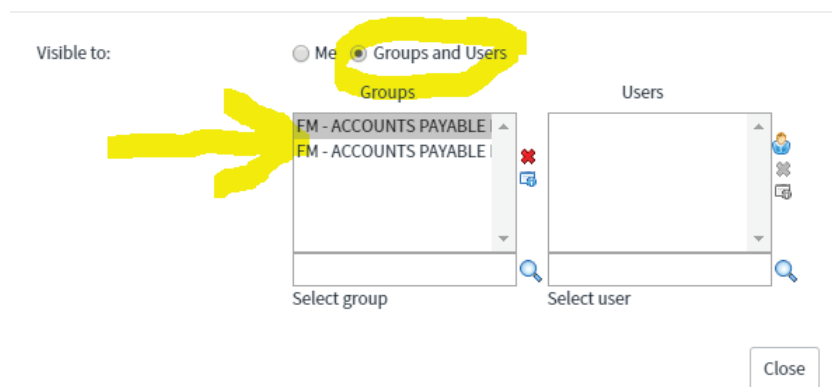 Visible to:
Me
Groups and Users
Groups
Users
FM - ACCOUNTS PAYABLE
FM - ACCOUNTS PAYABLE
Select group
Select user
Close